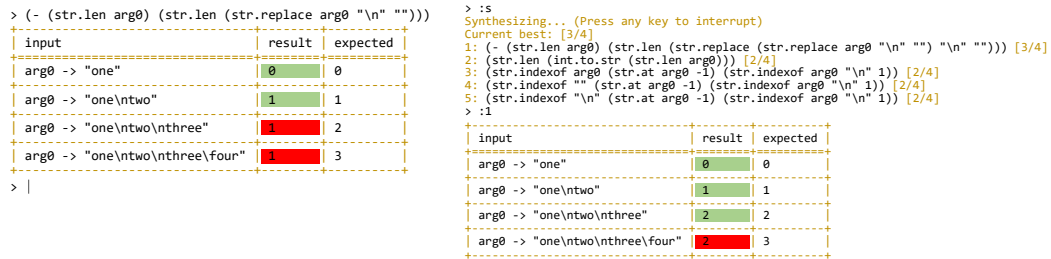 > (- (str.len arg0) (str.len (str.replace arg0 "\n" "")))
input result expected
arg0 -> "one" 0 0
arg0 -> "one\ntwo" 1 1
arg0 -> "one\ntwo\nthree" 1 2
arg0 -> "one\ntwo\nthree\four" 1 3
> |
> :s
Synthesizing... (Press any key to interrupt)
Current best: [3/4]
1: (- (str.len arg0) (str.len (str.replace (str.replace arg0 "\n" "") "\n" ""))) [3/4]
2: (str.len (int.to.str (str.len arg0))) [2/4]
3: (str.indexof arg0 (str.at arg0 -1) (str.indexof arg0 "\n" 1)) [2/4]
4: (str.indexof "" (str.at arg0 -1) (str.indexof arg0 "\n" 1)) [2/4]
5: (str.indexof "\n" (str.at arg0 -1) (str.indexof arg0 "\n" 1)) [2/4]
> :1
input result expected
arg0 -> "one" 0 0
arg0 -> "one\ntwo" 1 1
arg0 -> "one\ntwo\nthree" 2 2
arg0 -> "one\ntwo\nthree\four" 2 3